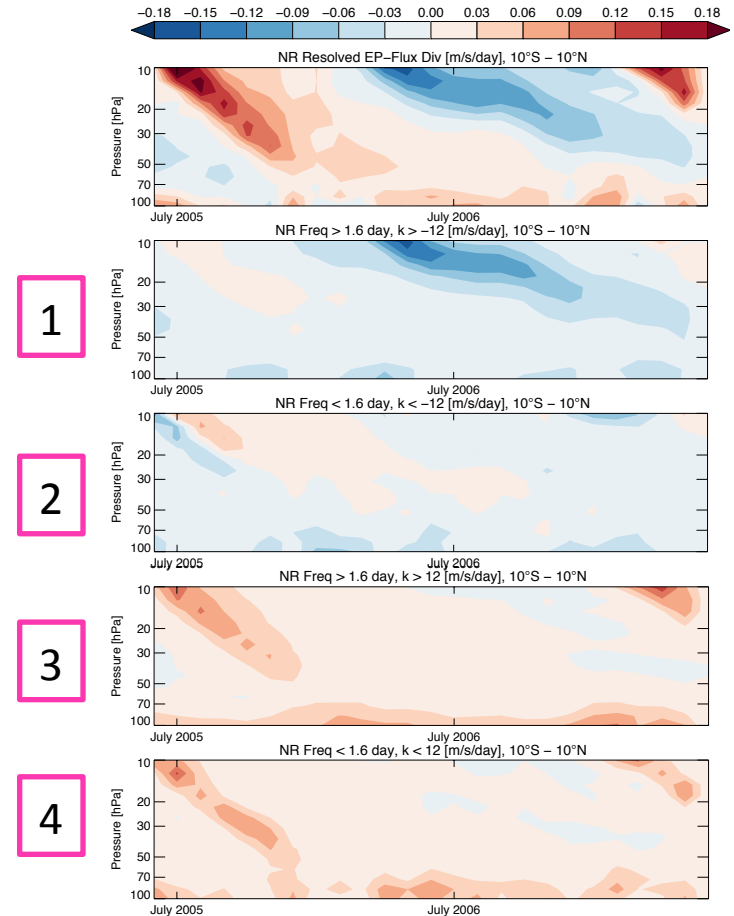 −0.18 −0.15 −0.12 −0.09 −0.06 −0.03 0.00 0.03 0.06 0.09 0.12 0.15 0.18
NR Resolved EP−Flux Div [m/s/day], 10°S − 10°N
Pressure [hPa]
10
20
30
50
70
100
July 2005 July 2006
NR Freq > 1.6 day, k > −12 [m/s/day], 10°S − 10°N
1
Pressure [hPa]
10
20
30
50
70
100
July 2005 July 2006
NR Freq < 1.6 day, k < −12 [m/s/day], 10°S − 10°N
2
Pressure [hPa]
10
20
30
50
70
100
July 2005 July 2006
NR Freq > 1.6 day, k > 12 [m/s/day], 10°S − 10°N
3
Pressure [hPa]
10
20
30
50
70
100
July 2005 July 2006
NR Freq < 1.6 day, k < 12 [m/s/day], 10°S − 10°N
4
Pressure [hPa]
10
20
30
50
70
100
July 2005 July 2006